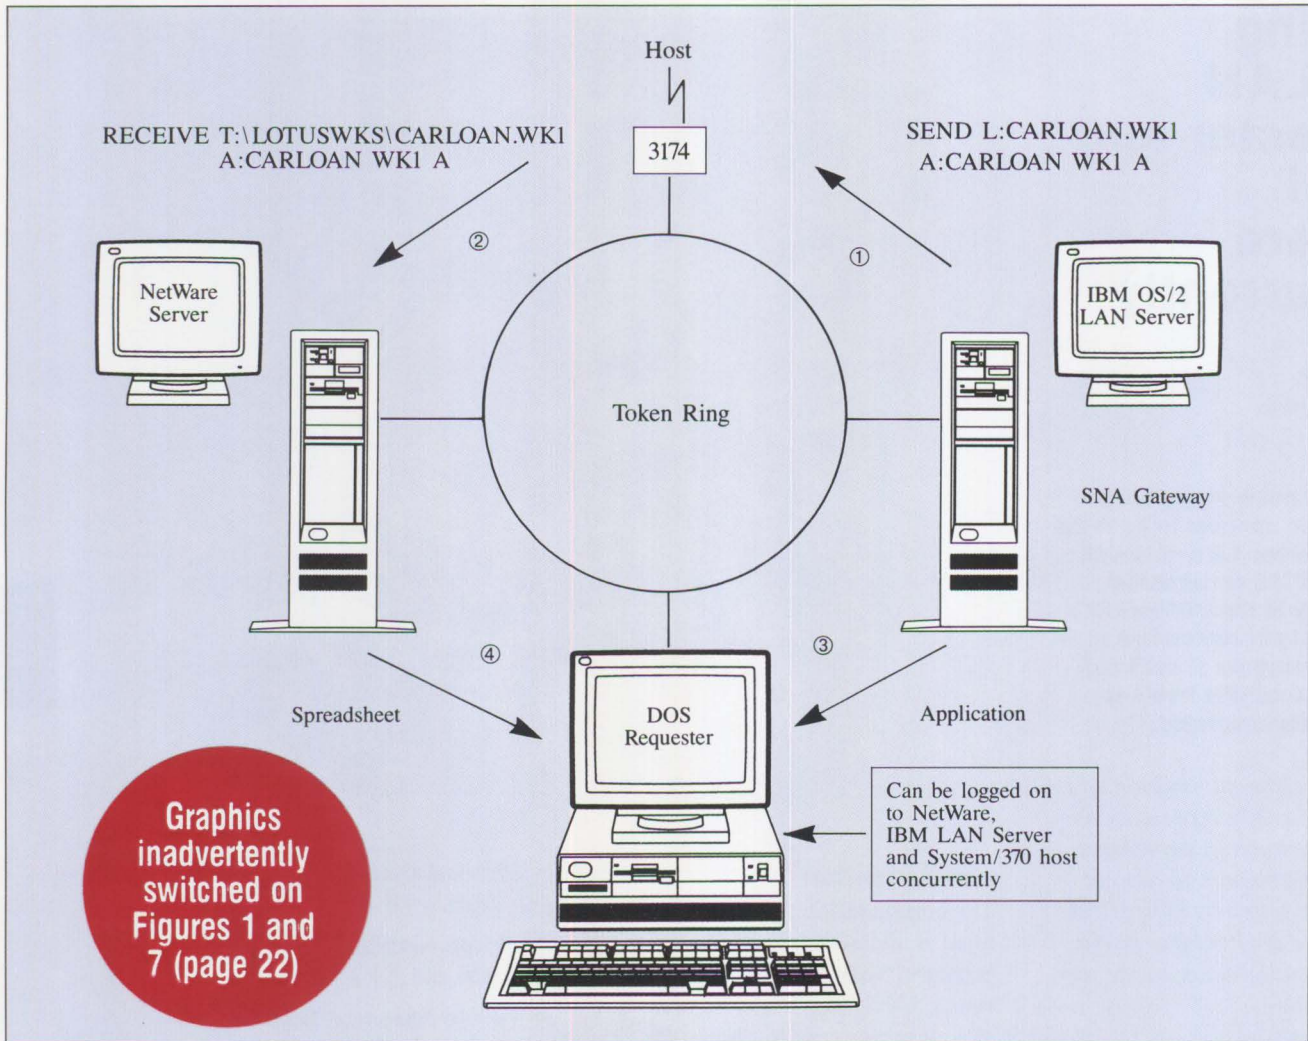 Host
RECEIVE T:\LOTUSWKS\CARLOAN.WK1
A:CARLOAN WK1 A
3174
SEND L:CARLOAN.WK1
A:CARLOAN WK1 A
②
①
NetWare
Server
IBM OS/2
LAN Server
Token Ring
SNA Gateway
④
③
Spreadsheet
DOS
Requester
Application
Can be logged on
to NetWare,
IBM LAN Server
and System/370 host
concurrently
Graphics
inadvertently
switched on
Figures 1 and
7 (page 22)